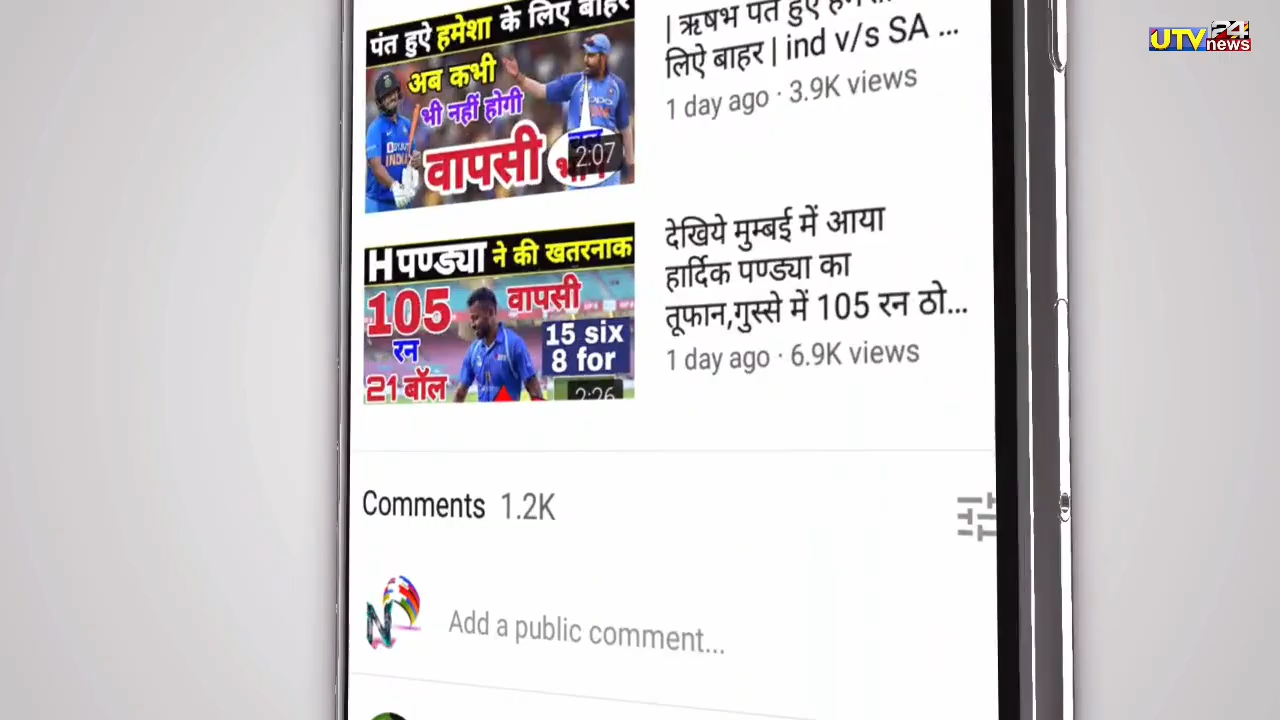 UTV 24 news
पंत हुऐ हमेशा के लिए बाहर
अब कभी
भी नहीं होगी
वापसी
2:07
लिऐ बाहर | ind v/s SA ...
1 day ago · 3.9K views
H पण्ड्या ने की खतरनाक
105 वापसी
रन
21 बॉल
15 six
8 for
2:26
देखिये मुम्बई में आया
हार्दिक पण्ड्या का
तूफान,गुस्से में 105 रन ठो...
1 day ago · 6.9K views
Comments 1.2K
Add a public comment...